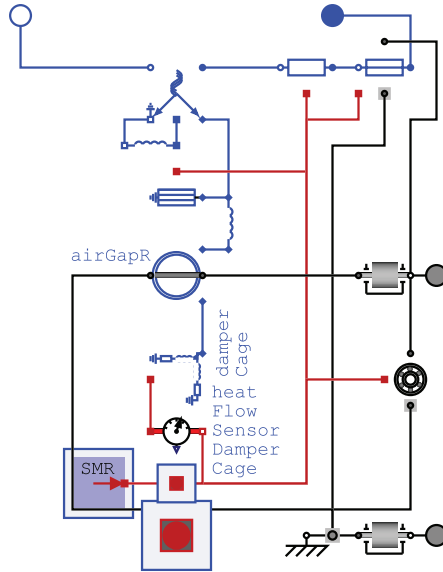 airGapR
damper
Cage
heat
Flow
Sensor
Damper
Cage
SMR